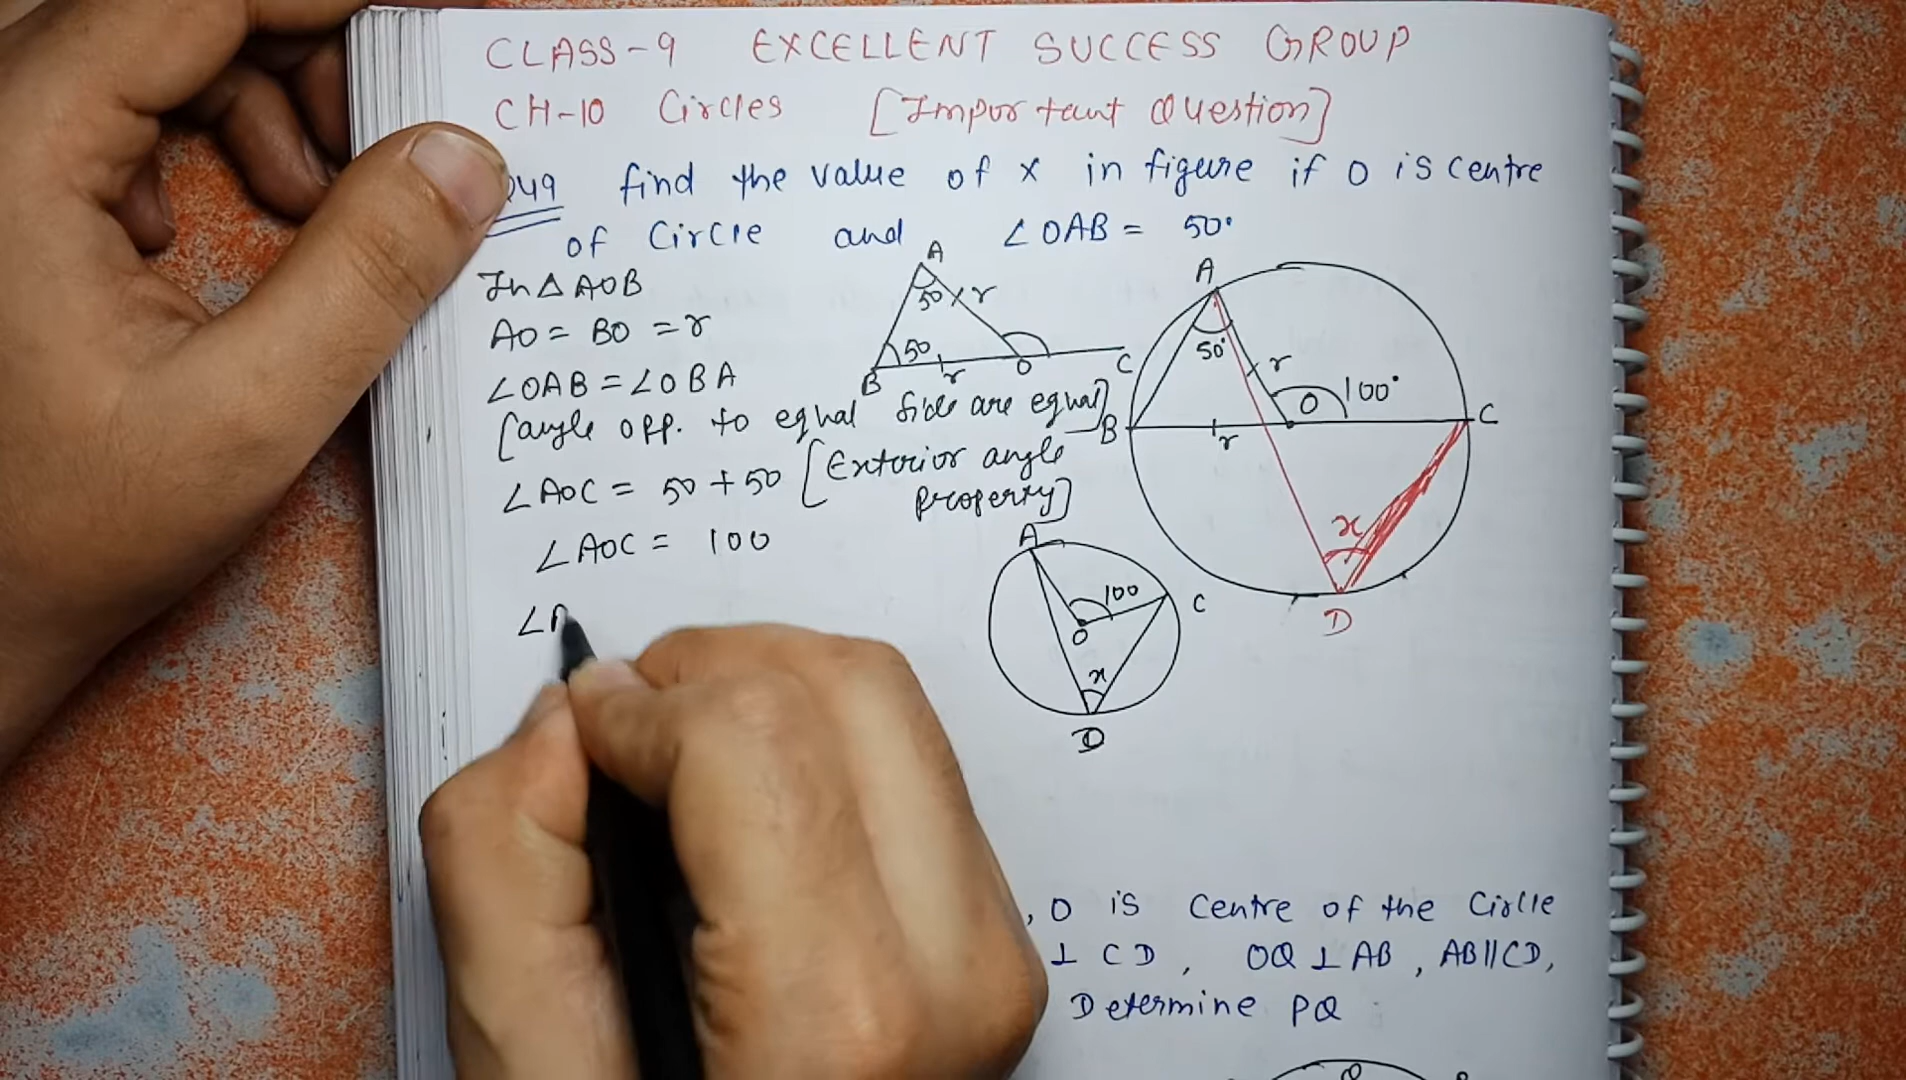 CLASS-9 EXCELLENT SUCCESS GROUP
CH-10 Circles [Important Question]
Q49 find the value of x in figure if O is centre
of Circle and ∠OAB = 50°
In △AOB
AO = BO = r
∠OAB = ∠OBA
[angle opp. to equal side are equal]
∠AOC = 50 + 50 [Exterior angle
property]
∠AOC = 100
∠A
A
50
r
50
B
r
O
C
A
50°
r
O
100°
C
B
r
x
D
A
100
C
O
x
D
, O is Centre of the Circle
⊥ CD, OQ ⊥ AB, AB||CD,
Determine PQ
Q